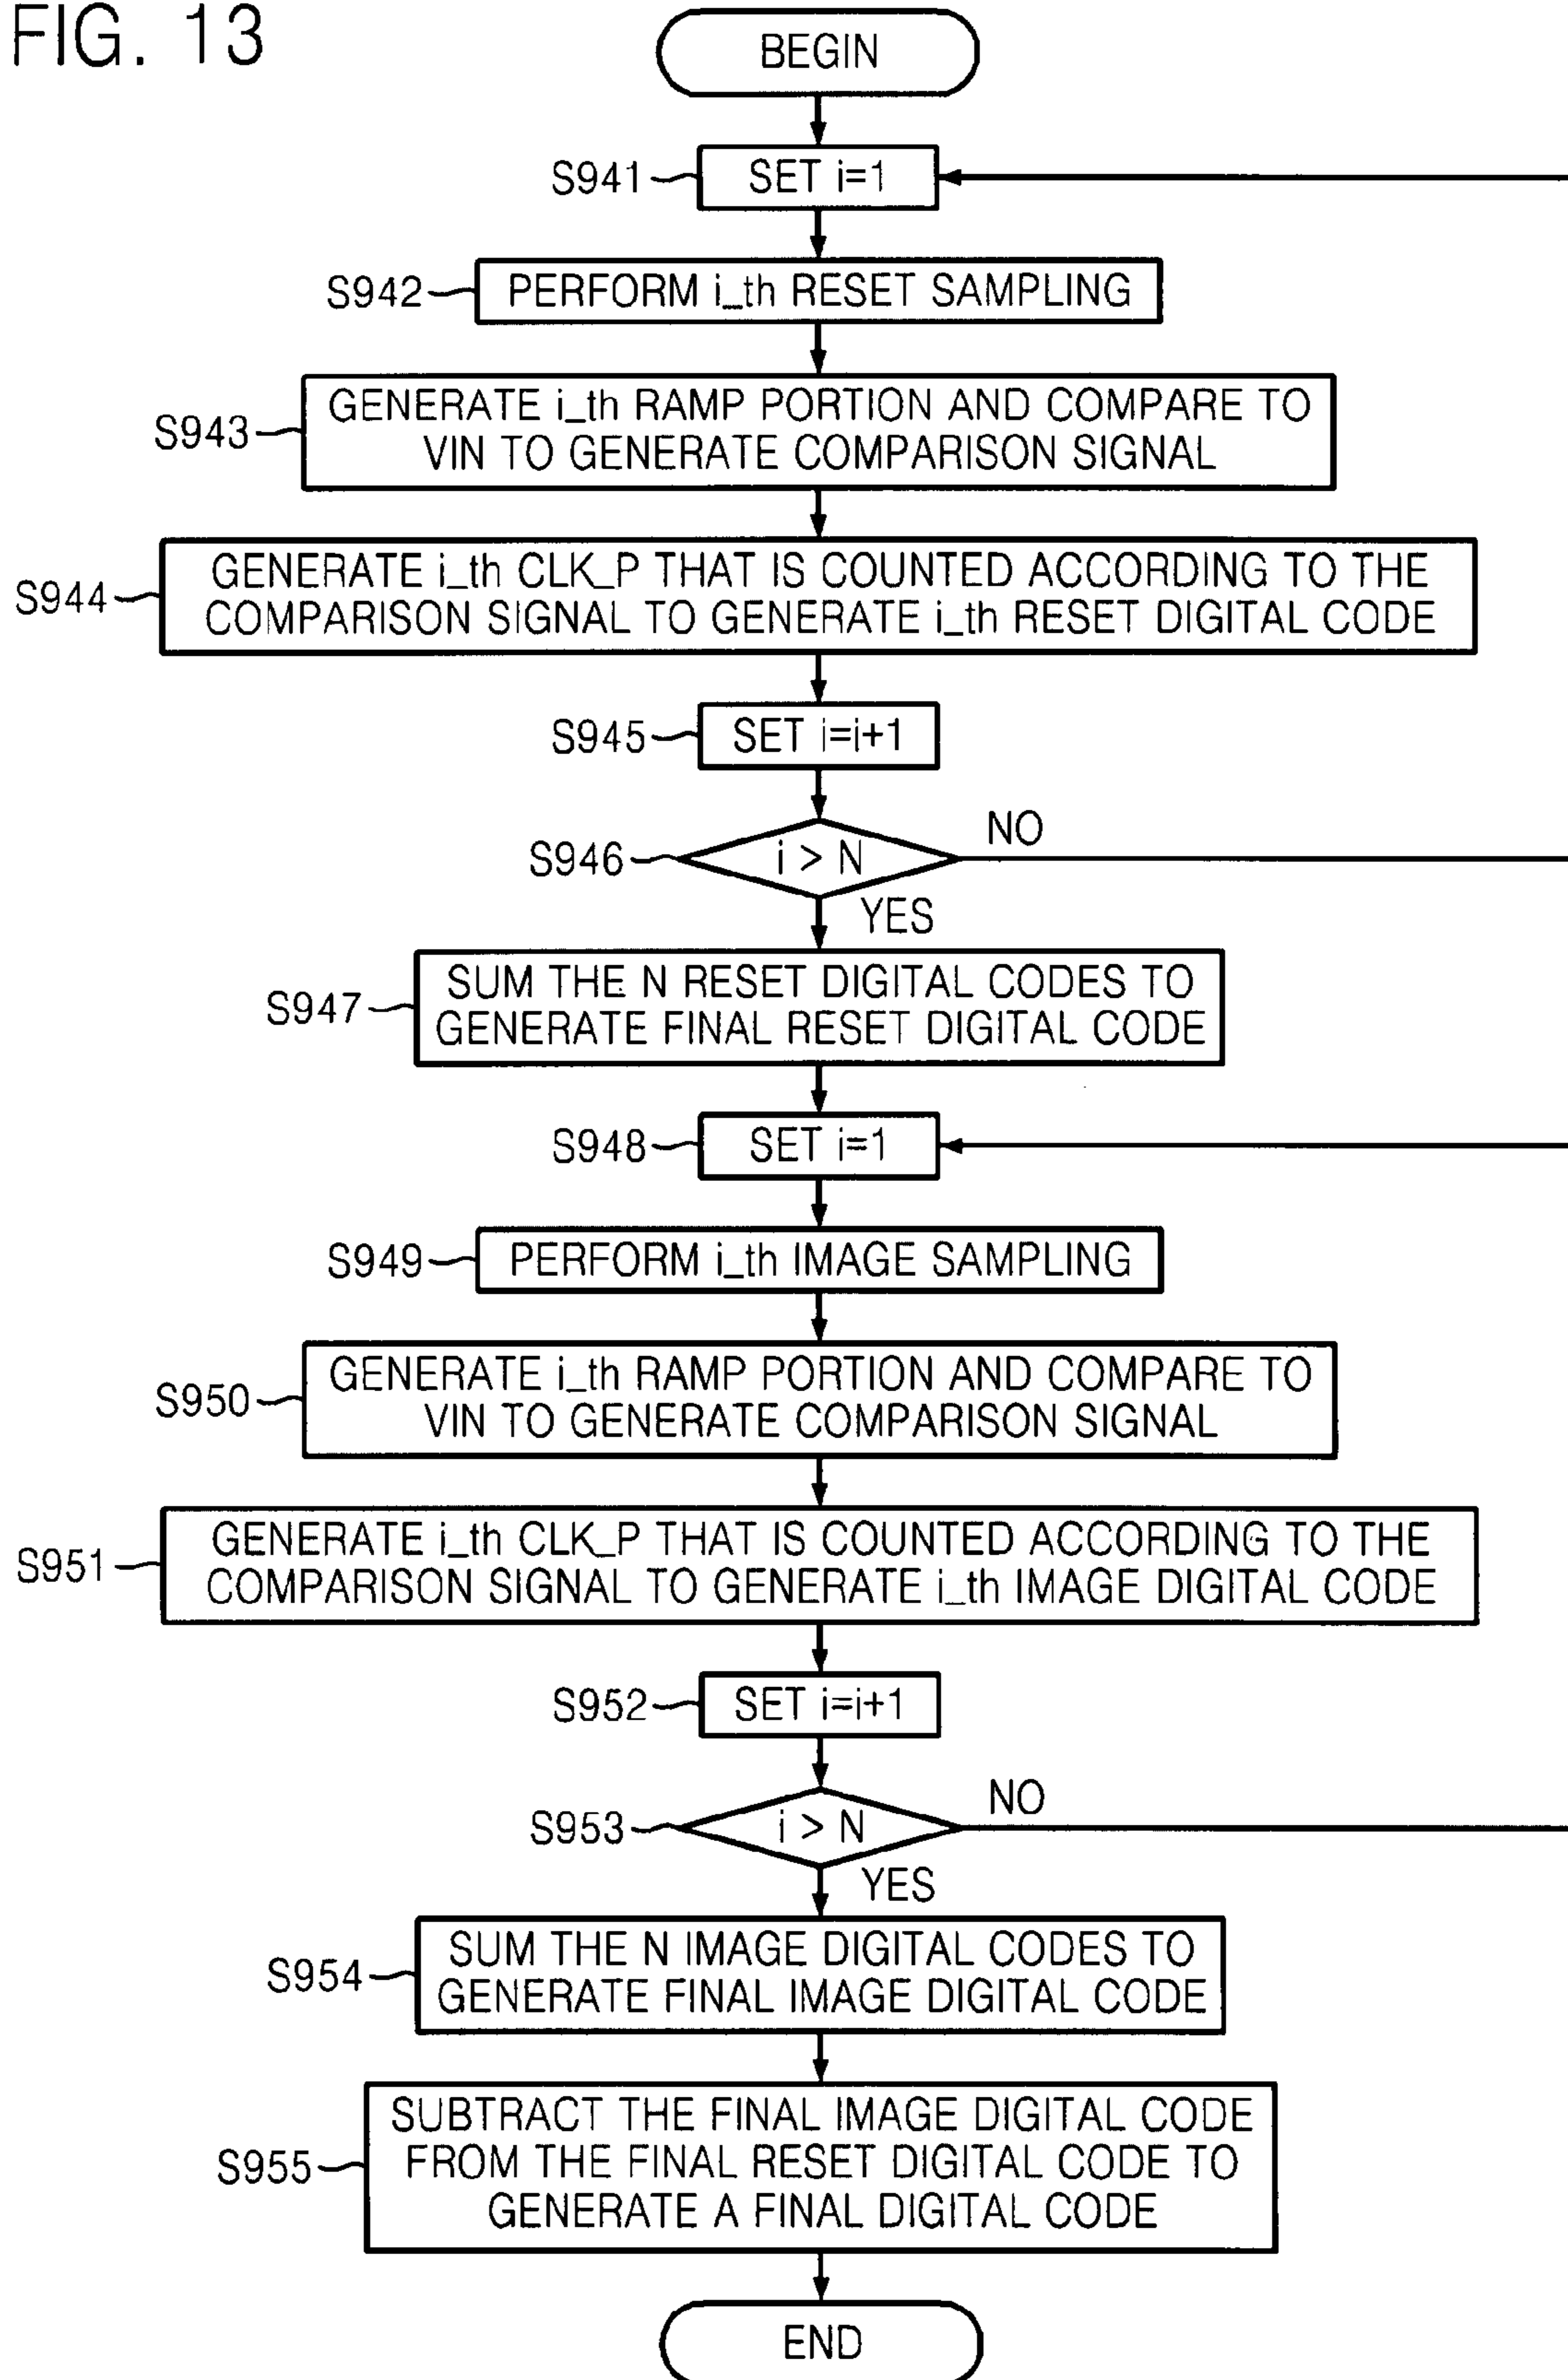 FIG. 13
BEGIN
S941
SET i=1
S942
PERFORM i_th RESET SAMPLING
S943
GENERATE i_th RAMP PORTION AND COMPARE TO
VIN TO GENERATE COMPARISON SIGNAL
S944
GENERATE i_th CLK_P THAT IS COUNTED ACCORDING TO THE
COMPARISON SIGNAL TO GENERATE i_th RESET DIGITAL CODE
S945
SET i=i+1
S946
i > N
NO
YES
S947
SUM THE N RESET DIGITAL CODES TO
GENERATE FINAL RESET DIGITAL CODE
S948
SET i=1
S949
PERFORM i_th IMAGE SAMPLING
S950
GENERATE i_th RAMP PORTION AND COMPARE TO
VIN TO GENERATE COMPARISON SIGNAL
S951
GENERATE i_th CLK_P THAT IS COUNTED ACCORDING TO THE
COMPARISON SIGNAL TO GENERATE i_th IMAGE DIGITAL CODE
S952
SET i=i+1
S953
i > N
NO
YES
S954
SUM THE N IMAGE DIGITAL CODES TO
GENERATE FINAL IMAGE DIGITAL CODE
S955
SUBTRACT THE FINAL IMAGE DIGITAL CODE
FROM THE FINAL RESET DIGITAL CODE TO
GENERATE A FINAL DIGITAL CODE
END